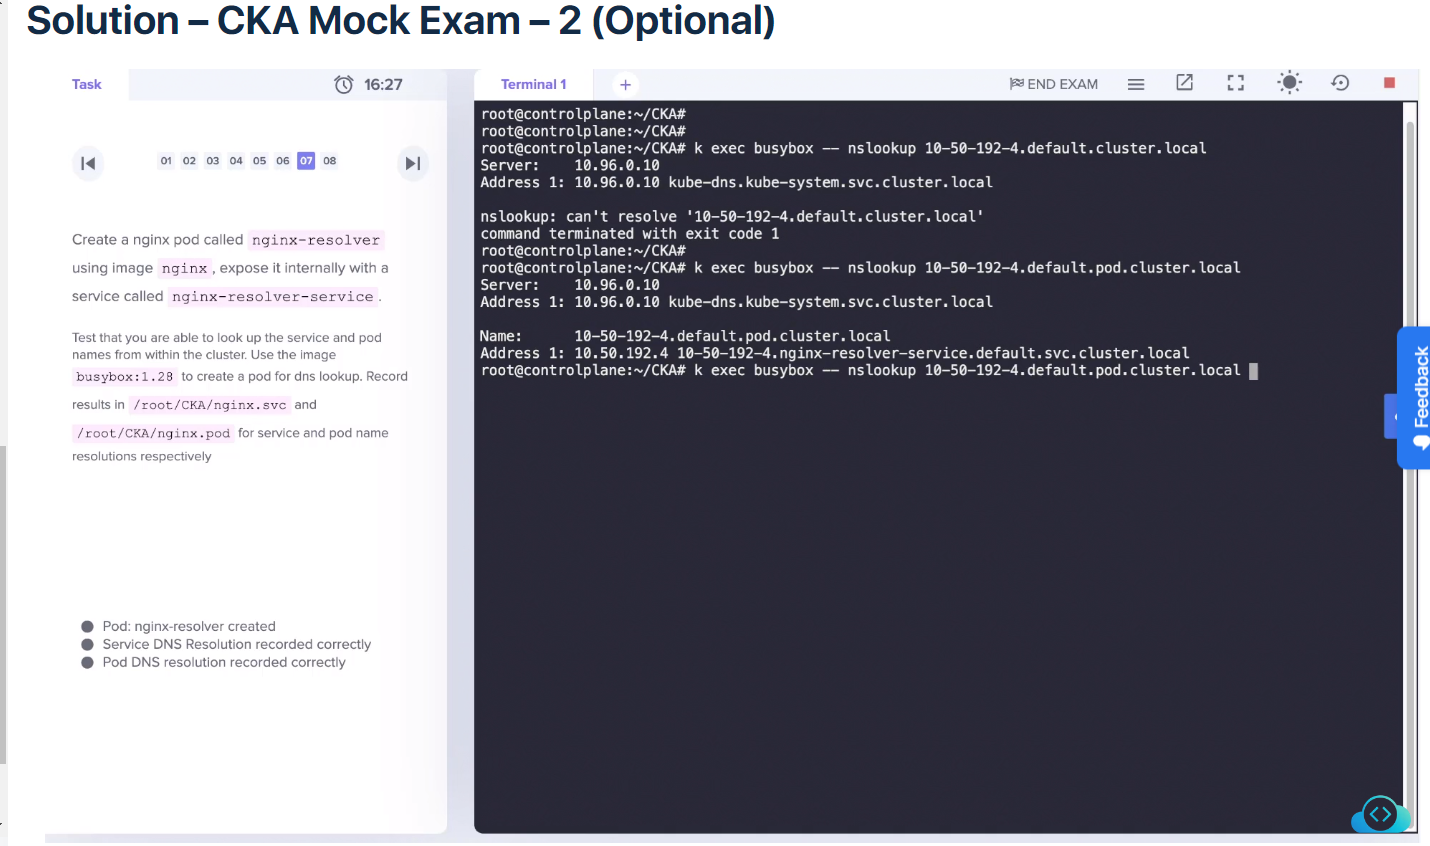 Solution – CKA Mock Exam – 2 (Optional)
Task
16:27
01 02 03 04 05 06 07 08
Create a nginx pod called nginx-resolver
using image nginx , expose it internally with a
service called nginx-resolver-service .
Test that you are able to look up the service and pod
names from within the cluster. Use the image
busybox:1.28 to create a pod for dns lookup. Record
results in /root/CKA/nginx.svc and
/root/CKA/nginx.pod for service and pod name
resolutions respectively
Pod: nginx-resolver created
Service DNS Resolution recorded correctly
Pod DNS resolution recorded correctly
Terminal 1
+
END EXAM
root@controlplane:~/CKA#
root@controlplane:~/CKA#
root@controlplane:~/CKA# k exec busybox -- nslookup 10-50-192-4.default.cluster.local
Server:    10.96.0.10
Address 1: 10.96.0.10 kube-dns.kube-system.svc.cluster.local
nslookup: can't resolve '10-50-192-4.default.cluster.local'
command terminated with exit code 1
root@controlplane:~/CKA#
root@controlplane:~/CKA# k exec busybox -- nslookup 10-50-192-4.default.pod.cluster.local
Server:    10.96.0.10
Address 1: 10.96.0.10 kube-dns.kube-system.svc.cluster.local
Name:      10-50-192-4.default.pod.cluster.local
Address 1: 10.50.192.4 10-50-192-4.nginx-resolver-service.default.svc.cluster.local
root@controlplane:~/CKA# k exec busybox -- nslookup 10-50-192-4.default.pod.cluster.local
Feedback